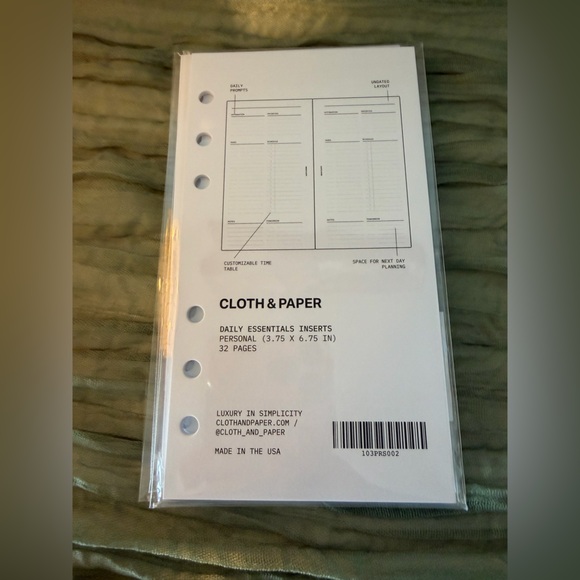 DAILY
PROMPTS
UNDATED
LAYOUT
CUSTOMIZABLE TIME
TABLE
SPACE FOR NEXT DAY
PLANNING
CLOTH & PAPER
DAILY ESSENTIALS INSERTS
PERSONAL (3.75 X 6.75 IN)
32 PAGES
LUXURY IN SIMPLICITY
CLOTHANDPAPER.COM /
@CLOTH_AND_PAPER
MADE IN THE USA
103PRS002